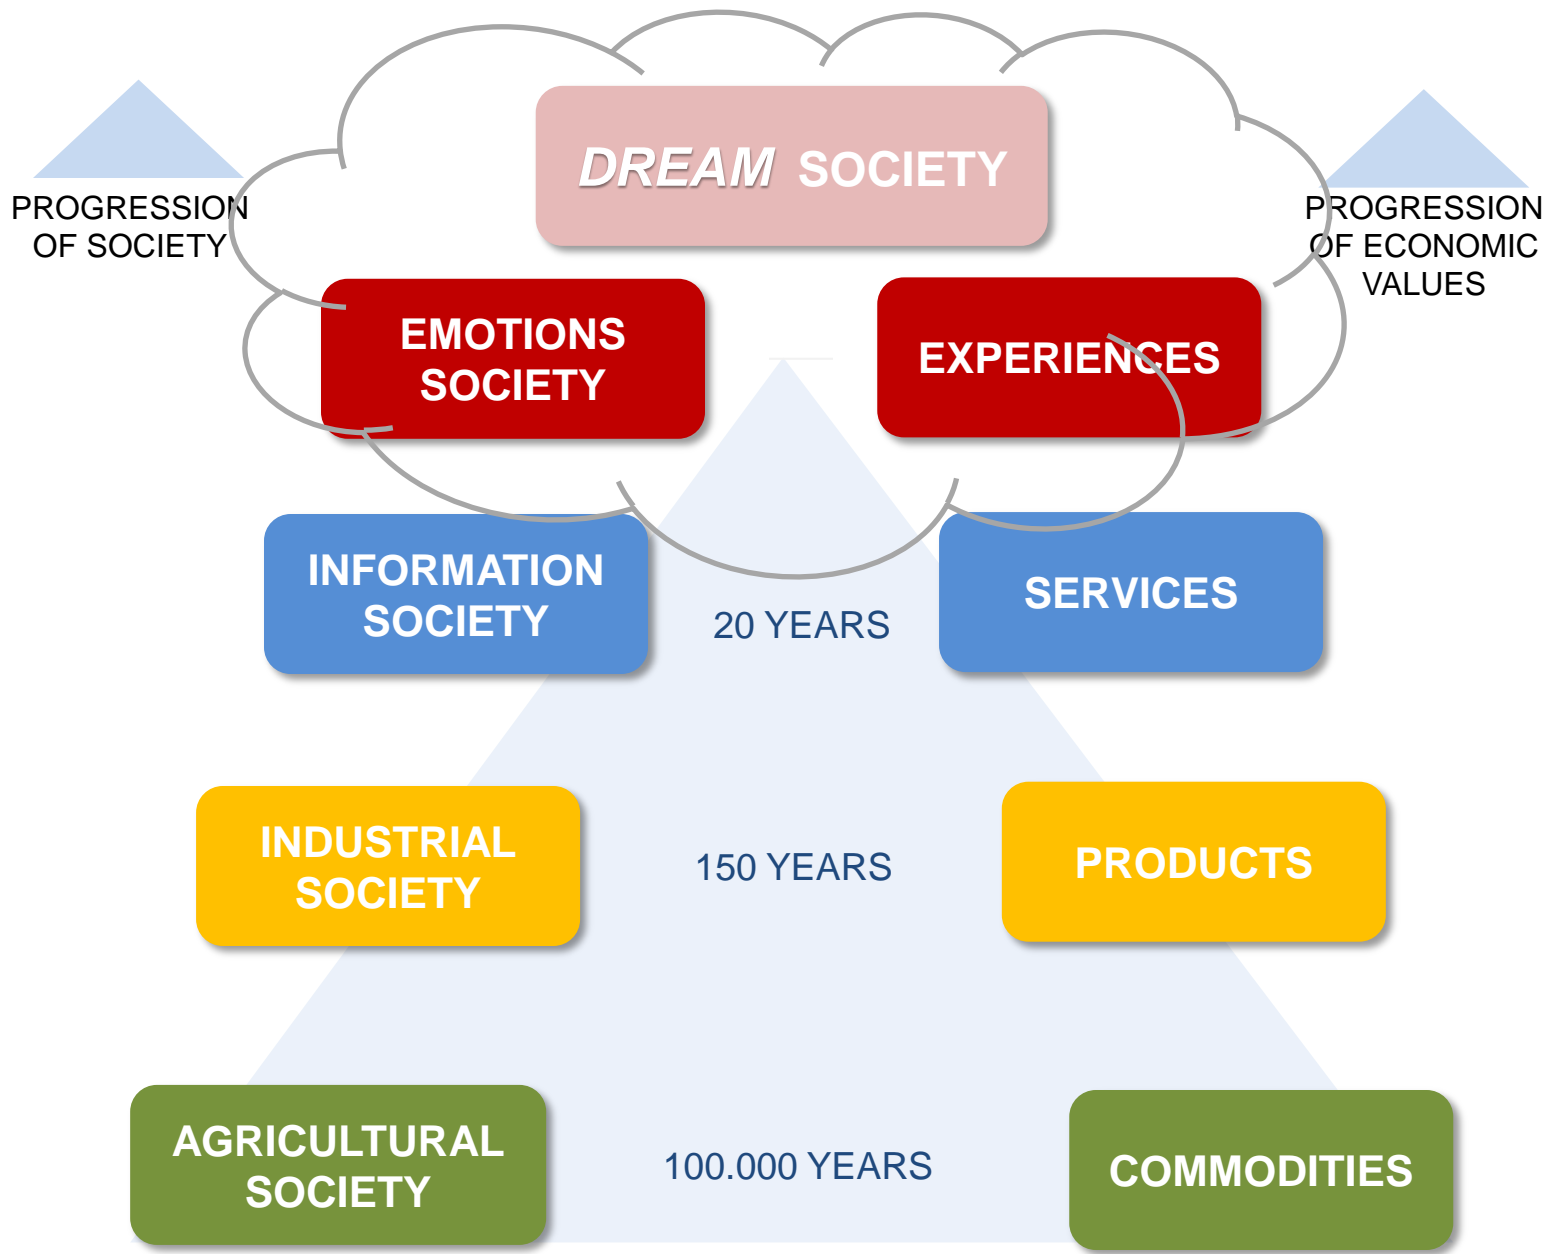 DREAM SOCIETY
PROGRESSION
OF SOCIETY
PROGRESSION
OF ECONOMIC
VALUES
EMOTIONS
SOCIETY
EXPERIENCES
INFORMATION
SOCIETY
20 YEARS
SERVICES
INDUSTRIAL
SOCIETY
150 YEARS
PRODUCTS
AGRICULTURAL
SOCIETY
100.000 YEARS
COMMODITIES